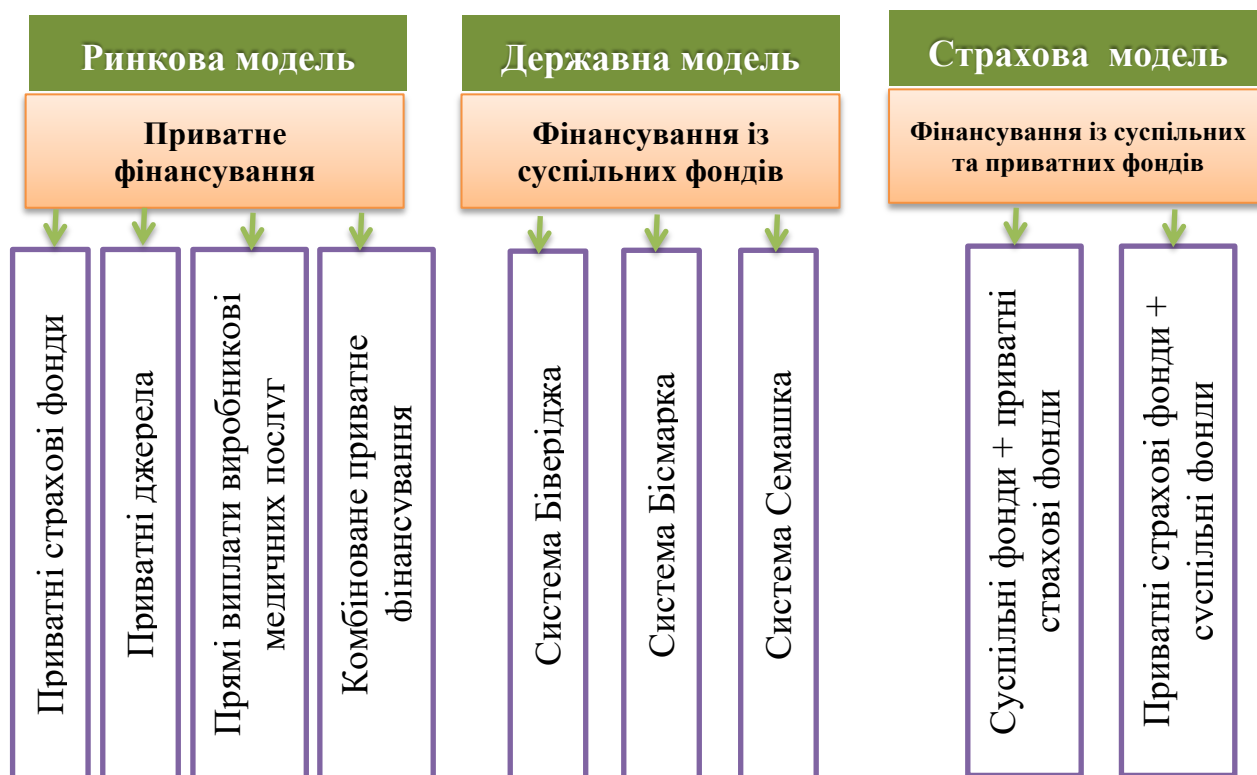 Ринкова модель
Приватне
фінансування
Приватні страхові фонди
Приватні джерела
Прямі виплати виробникові
медичних послуг
Комбіноване приватне
фінансування
Державна модель
Фінансування із
суспільних фондів
Система Біверіджа
Система Бісмарка
Система Семашка
Страхова модель
Фінансування із суспільних
та приватних фондів
Суспільні фонди + приватні
страхові фонди
Приватні страхові фонди +
суспільні фонди